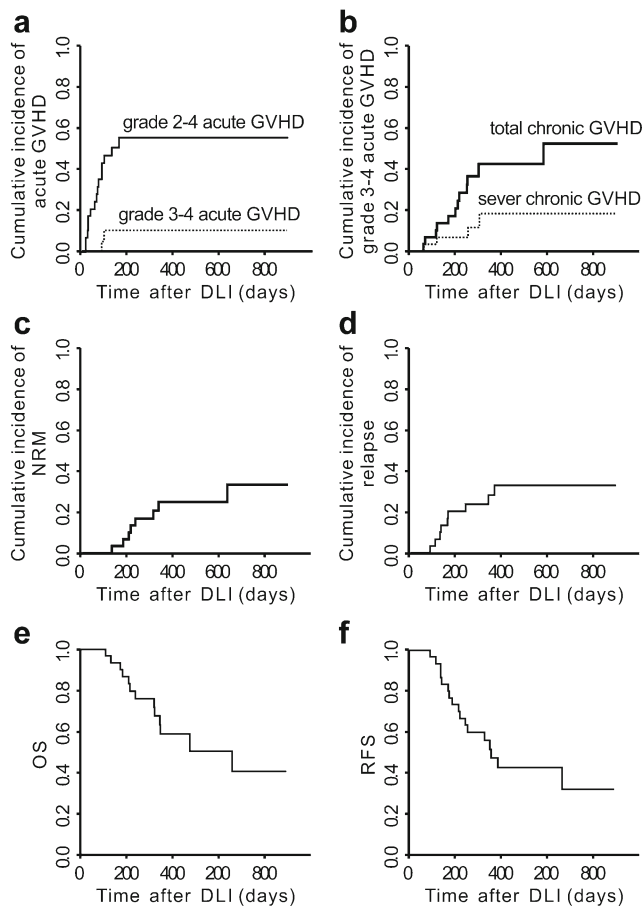 a
Cumulative incidence of
acute GVHD
1.0
0.8
0.6
0.4
0.2
0.0
grade 2-4 acute GVHD
grade 3-4 acute GVHD
0 200 400 600 800
Time after DLI (days)
b
Cumulative incidence of
grade 3-4 acute GVHD
1.0
0.8
0.6
0.4
0.2
0.0
total chronic GVHD
sever chronic GVHD
0 200 400 600 800
Time after DLI (days)
c
Cumulative incidence of
NRM
1.0
0.8
0.6
0.4
0.2
0.0
0 200 400 600 800
Time after DLI (days)
d
Cumulative incidence of
relapse
1.0
0.8
0.6
0.4
0.2
0.0
0 200 400 600 800
Time after DLI (days)
e
OS
1.0
0.8
0.6
0.4
0.2
0.0
0 200 400 600 800
Time after DLI (days)
f
RFS
1.0
0.8
0.6
0.4
0.2
0.0
0 200 400 600 800
Time after DLI (days)